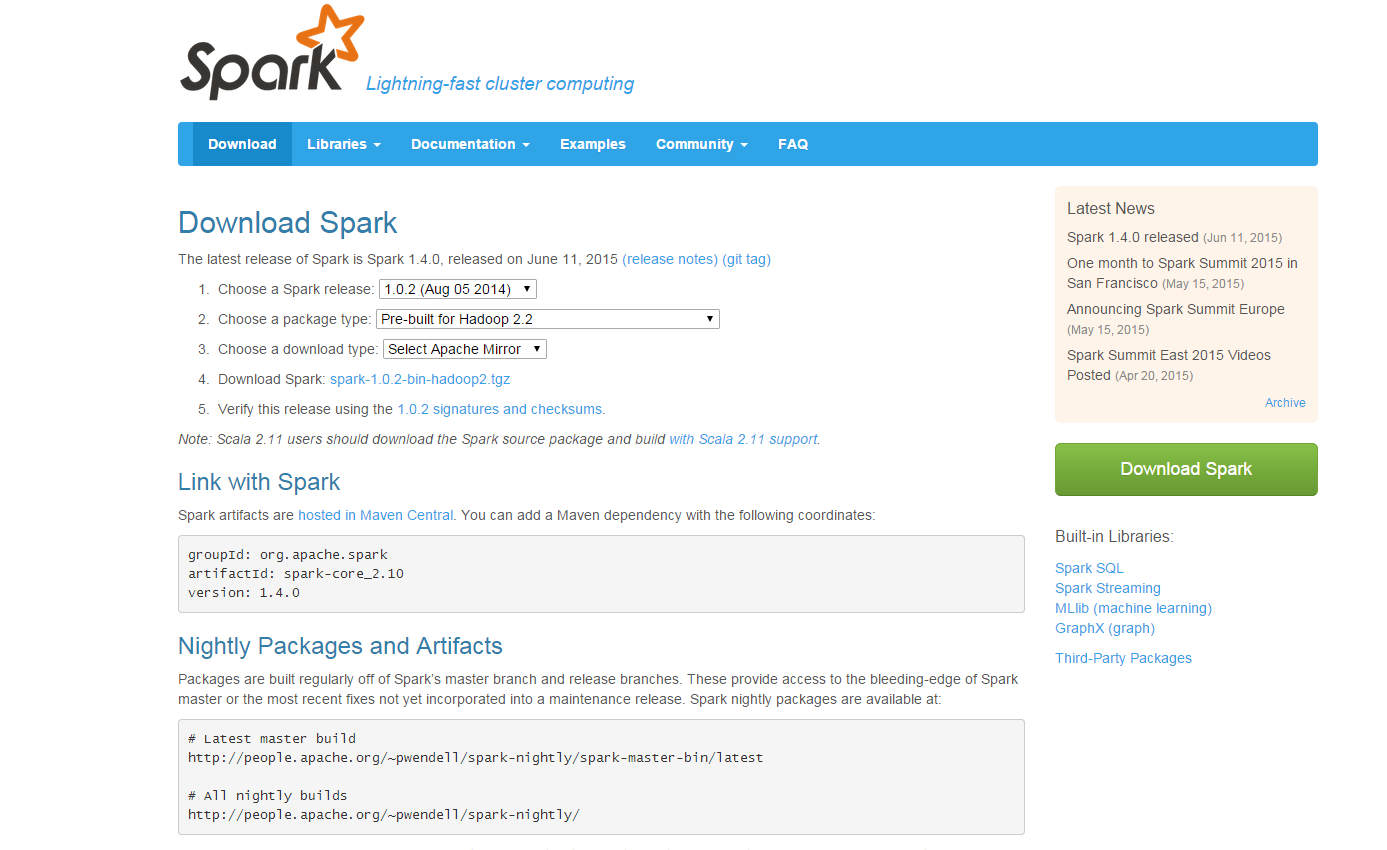 Spark
Lightning-fast cluster computing
Download Libraries Documentation Examples Community FAQ
Download Spark
The latest release of Spark is Spark 1.4.0, released on June 11, 2015 (release notes) (git tag)
1. Choose a Spark release: 1.0.2 (Aug 05 2014)
2. Choose a package type: Pre-built for Hadoop 2.2
3. Choose a download type: Select Apache Mirror
4. Download Spark: spark-1.0.2-bin-hadoop2.tgz
5. Verify this release using the 1.0.2 signatures and checksums.
Note: Scala 2.11 users should download the Spark source package and build with Scala 2.11 support.
Link with Spark
Spark artifacts are hosted in Maven Central. You can add a Maven dependency with the following coordinates:
groupId: org.apache.spark
artifactId: spark-core_2.10
version: 1.4.0
Nightly Packages and Artifacts
Packages are built regularly off of Spark’s master branch and release branches. These provide access to the bleeding-edge of Spark
master or the most recent fixes not yet incorporated into a maintenance release. Spark nightly packages are available at:
# Latest master build
http://people.apache.org/~pwendell/spark-nightly/spark-master-bin/latest
# All nightly builds
http://people.apache.org/~pwendell/spark-nightly/
Latest News
Spark 1.4.0 released (Jun 11, 2015)
One month to Spark Summit 2015 in
San Francisco (May 15, 2015)
Announcing Spark Summit Europe
(May 15, 2015)
Spark Summit East 2015 Videos
Posted (Apr 20, 2015)
Archive
Download Spark
Built-in Libraries:
Spark SQL
Spark Streaming
MLlib (machine learning)
GraphX (graph)
Third-Party Packages